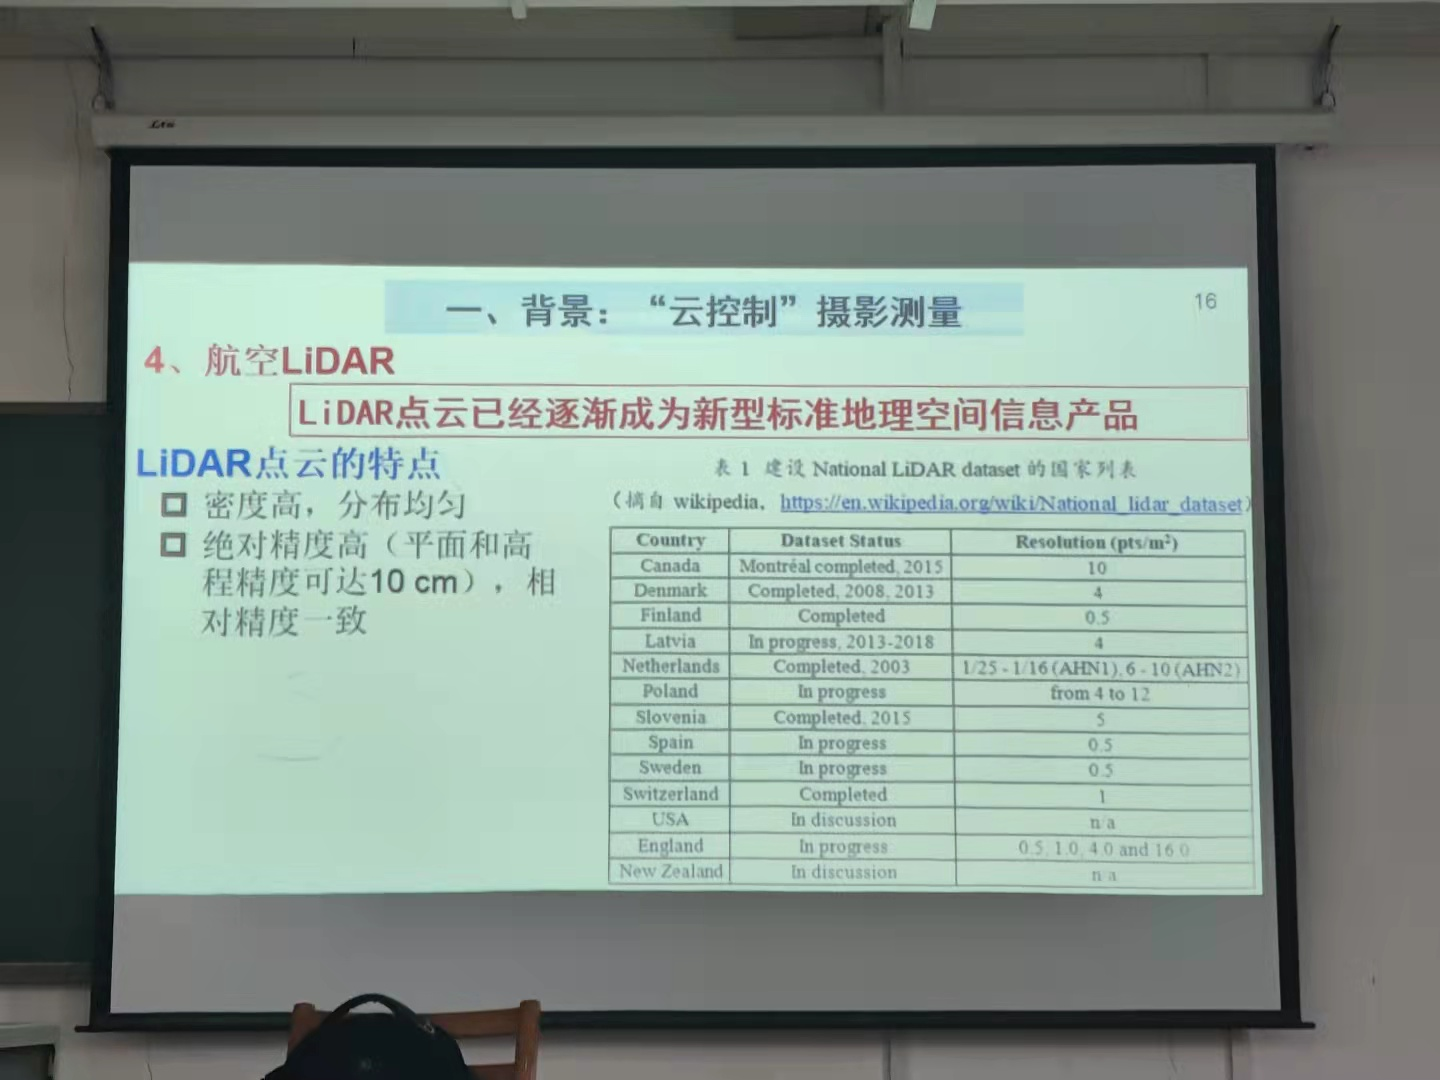 一、背景：“云控制”摄影测量
16
4、航空LiDAR
LiDAR点云已经逐渐成为新型标准地理空间信息产品
LiDAR点云的特点
密度高，分布均匀
绝对精度高（平面和高
程精度可达10 cm），相
对精度一致
表 1 建设 National LiDAR dataset 的国家列表
（摘自 wikipedia，https://en.wikipedia.org/wiki/National_lidar_dataset）
Country Dataset Status Resolution (pts/m²)
Canada Montréal completed, 2015 10
Denmark Completed, 2008, 2013 4
Finland Completed 0.5
Latvia In progress, 2013-2018 4
Netherlands Completed, 2003 1/25 - 1/16 (AHN1), 6 - 10 (AHN2)
Poland In progress from 4 to 12
Slovenia Completed, 2015 5
Spain In progress 0.5
Sweden In progress 0.5
Switzerland Completed 1
USA In discussion n/a
England In progress 0.5, 1.0, 4.0 and 16.0
New Zealand In discussion n/a